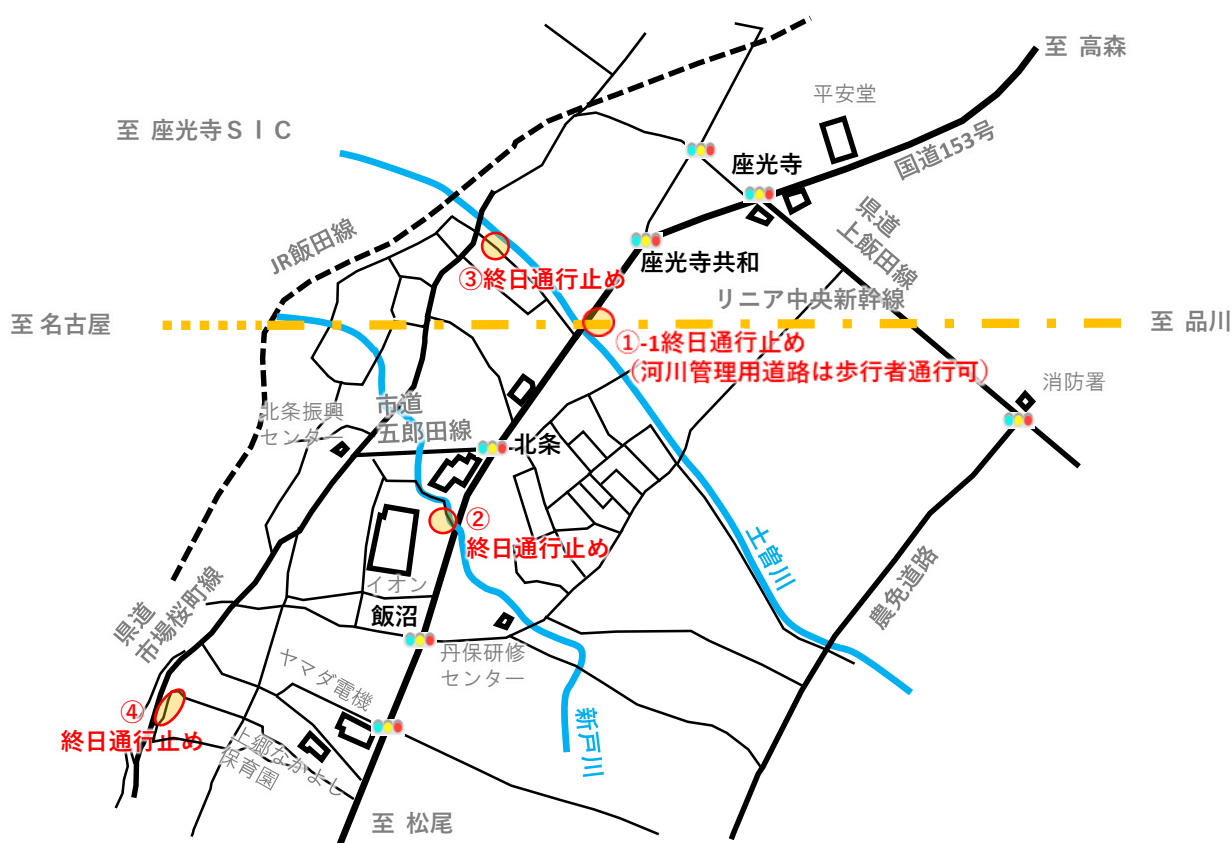 至 高森
平安堂
至 座光寺ＳＩＣ
国道153号
座光寺
県道
上飯田線
JR飯田線
座光寺共和
③終日通行止め
リニア中央新幹線
至 名古屋
至 品川
①-1終日通行止め
（河川管理用道路は歩行者通行可）
消防署
北条振興
センター
市道
五郎田線
北条
②
終日通行止め
土曽川
農免道路
イオン
飯沼
県道
市場桜町線
丹保研修
センター
ヤマダ電機
④
終日通行止め
上郷なかよし
保育園
新戸川
至 松尾